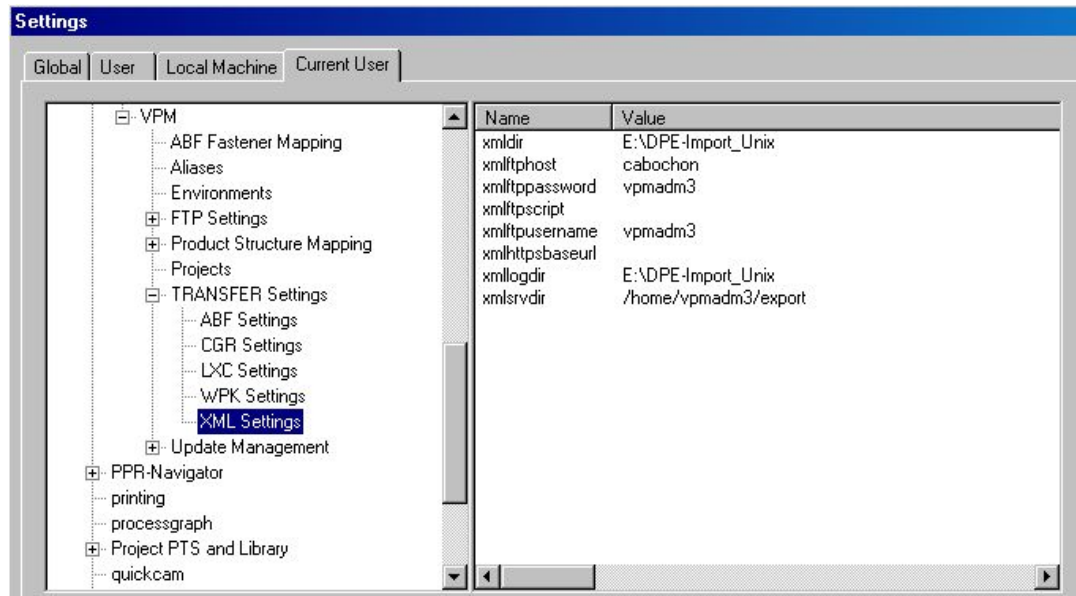 Settings
Global User Local Machine Current User
VPM
ABF Fastener Mapping
Aliases
Environments
FTP Settings
Product Structure Mapping
Projects
TRANSFER Settings
ABF Settings
CGR Settings
LXC Settings
WPK Settings
XML Settings
Update Management
PPR-Navigator
printing
processgraph
Project PTS and Library
quickcam
Name Value
xmldir E:\DPE-Import_Unix
xmlftphost cabochon
xmlftppassword vpmadm3
xmlftpscript
xmlftpusername vpmadm3
xmlhttpsbaseurl
xmllogdir E:\DPE-Import_Unix
xmlsrvdir /home/vpmadm3/export